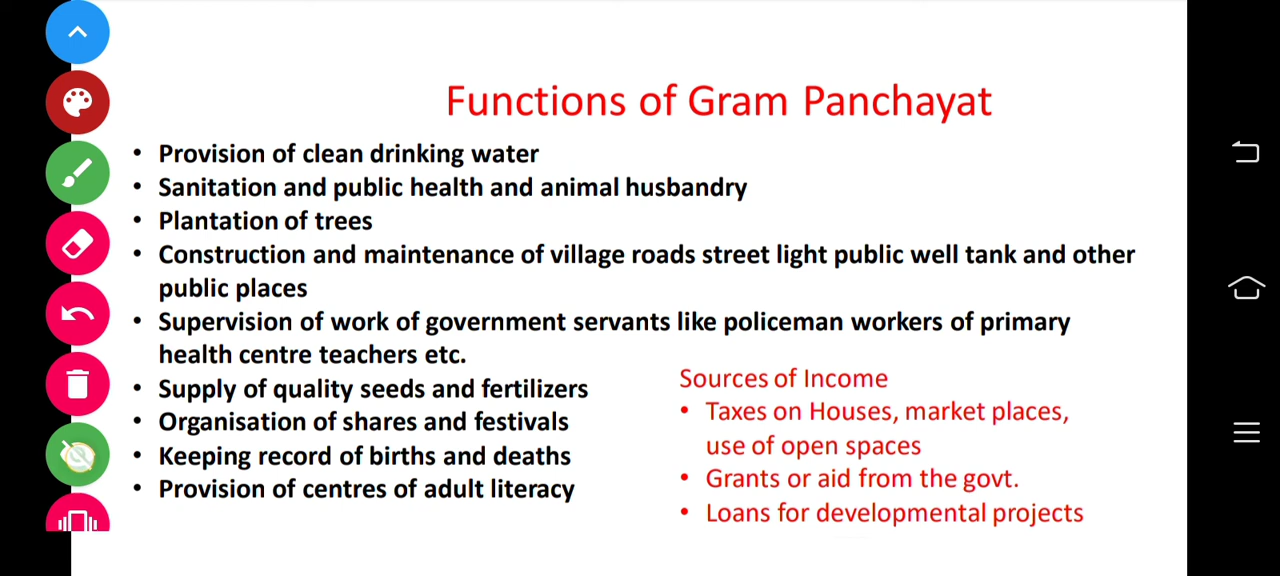 Functions of Gram Panchayat
• Provision of clean drinking water
• Sanitation and public health and animal husbandry
• Plantation of trees
• Construction and maintenance of village roads street light public well tank and other
public places
• Supervision of work of government servants like policeman workers of primary
health centre teachers etc.
• Supply of quality seeds and fertilizers
• Organisation of shares and festivals
• Keeping record of births and deaths
• Provision of centres of adult literacy
Sources of Income
• Taxes on Houses, market places,
use of open spaces
• Grants or aid from the govt.
• Loans for developmental projects